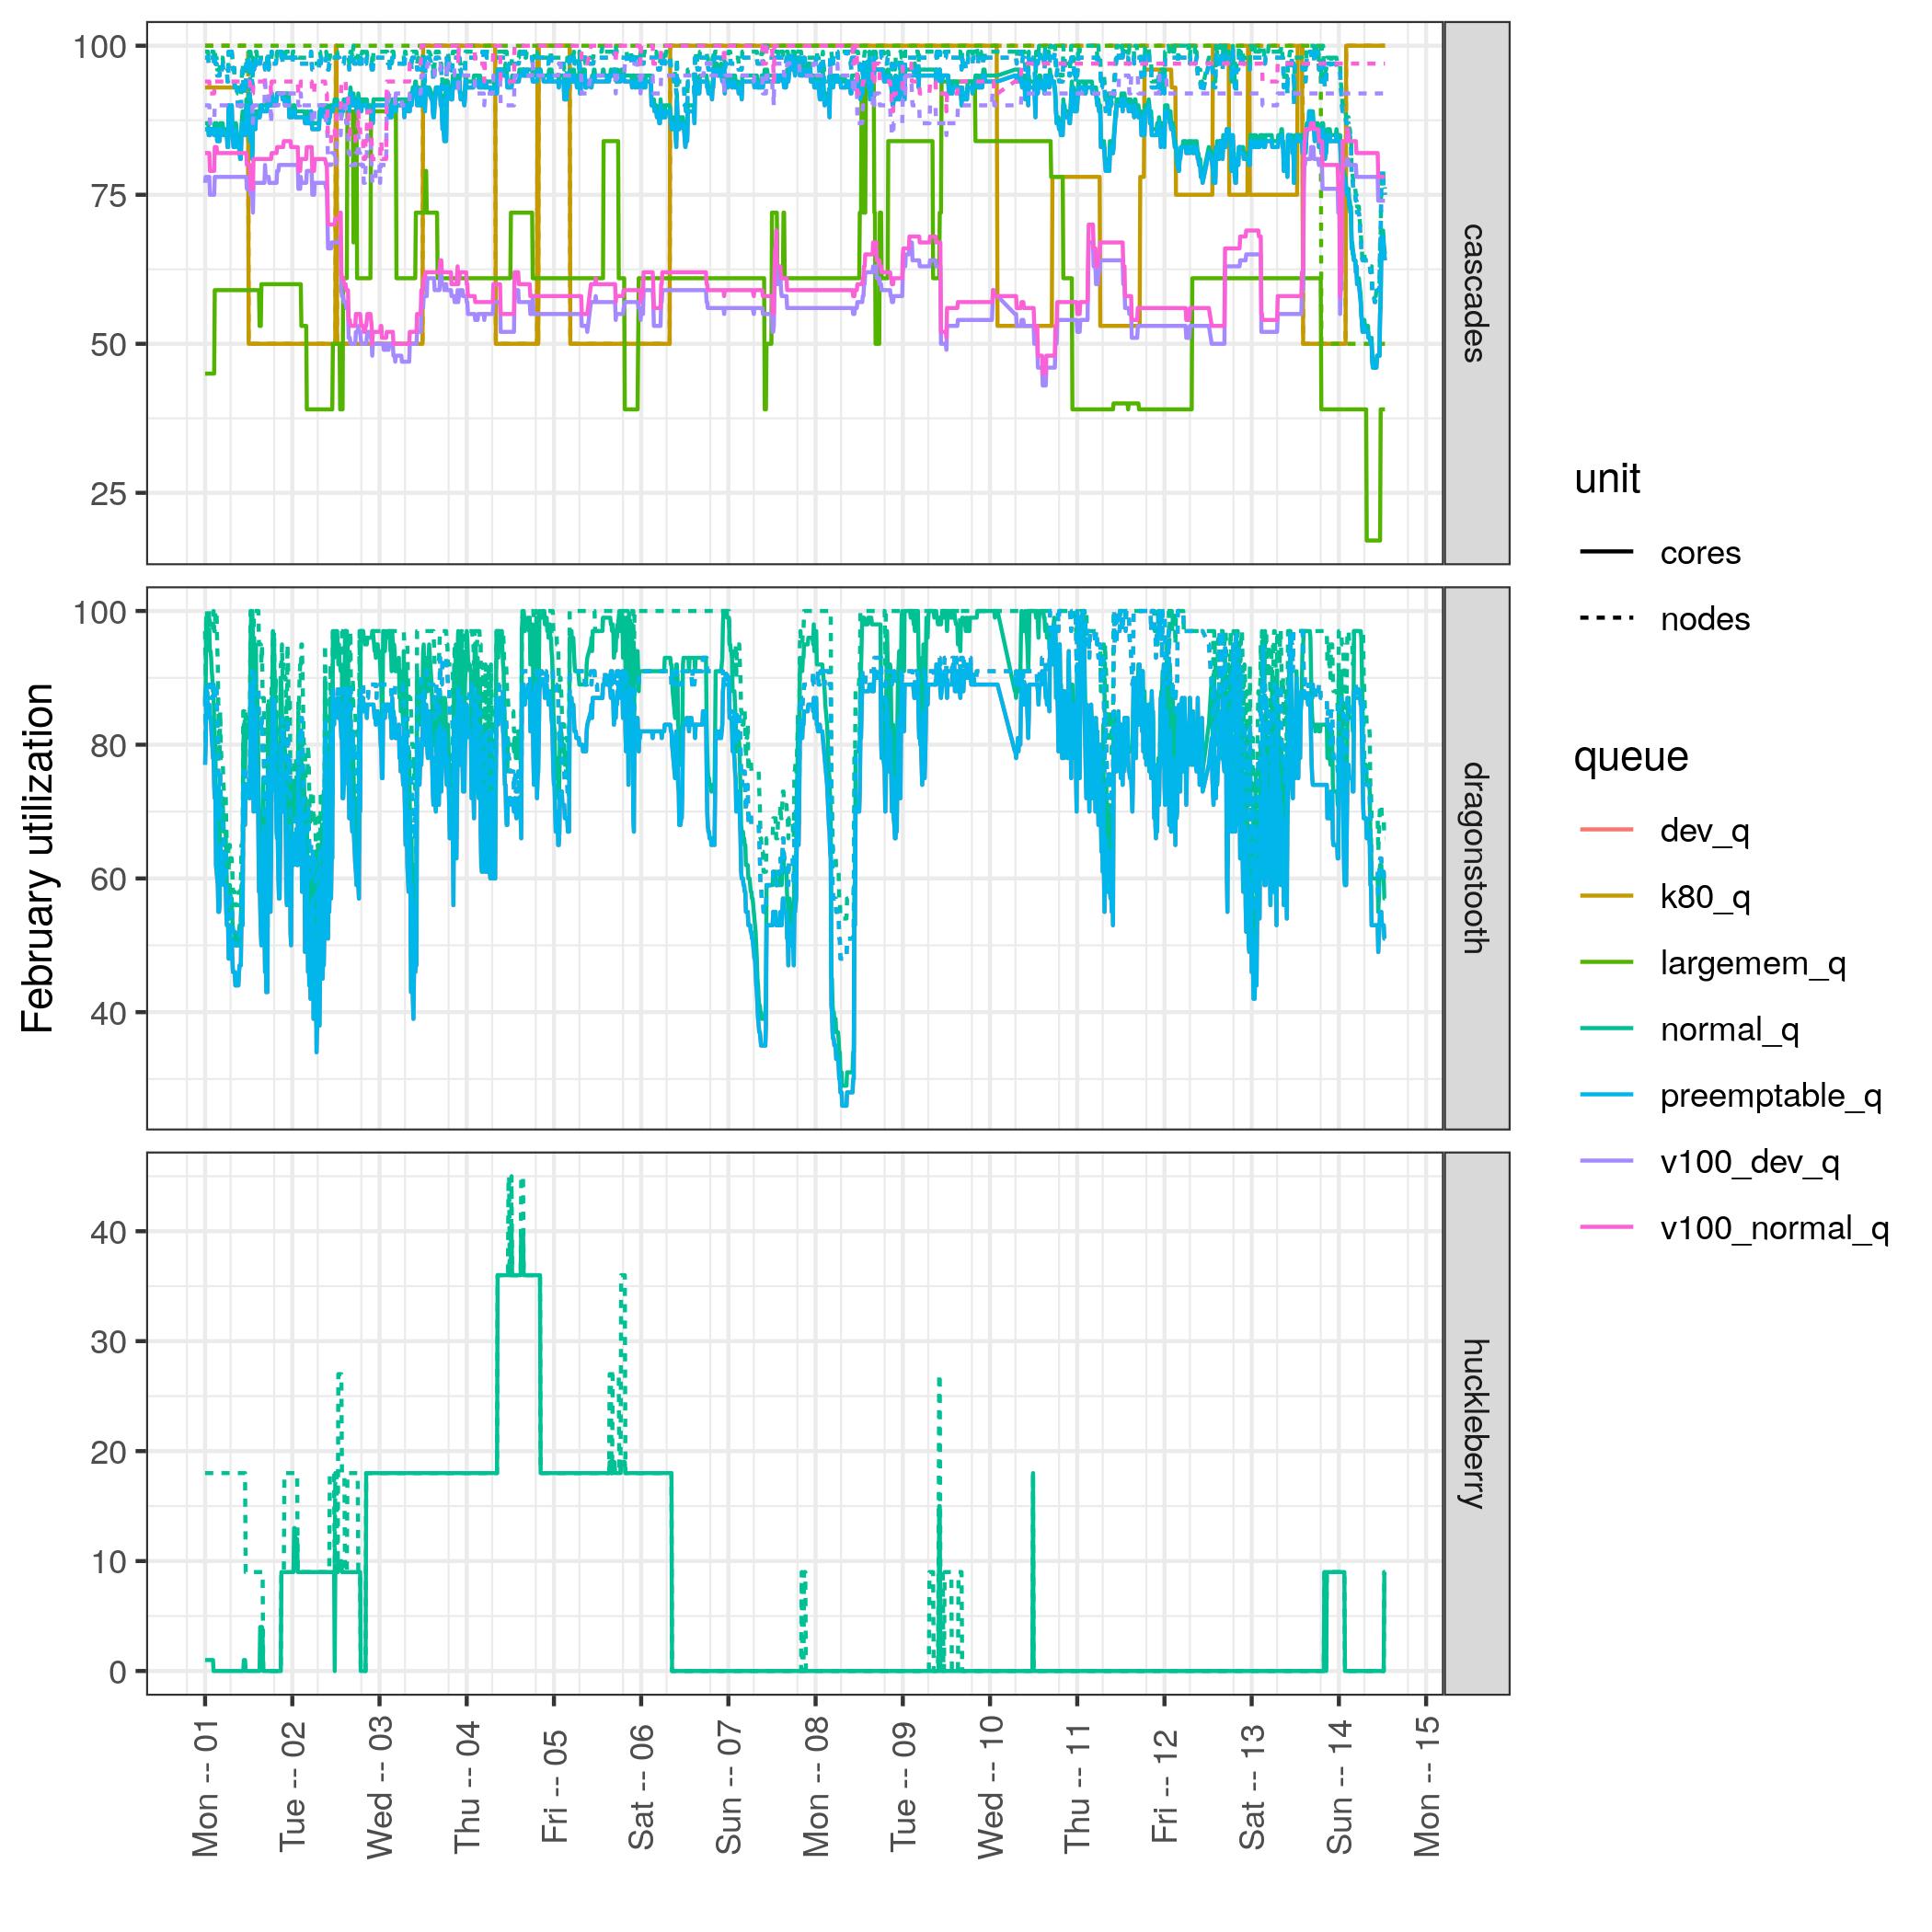 February utilization
100
75
50
25
cascades
100
80
60
40
dragonstooth
40
30
20
10
0
huckleberry
Mon -- 01
Tue -- 02
Wed -- 03
Thu -- 04
Fri -- 05
Sat -- 06
Sun -- 07
Mon -- 08
Tue -- 09
Wed -- 10
Thu -- 11
Fri -- 12
Sat -- 13
Sun -- 14
Mon -- 15
unit
cores
nodes
queue
dev_q
k80_q
largemem_q
normal_q
preemptable_q
v100_dev_q
v100_normal_q